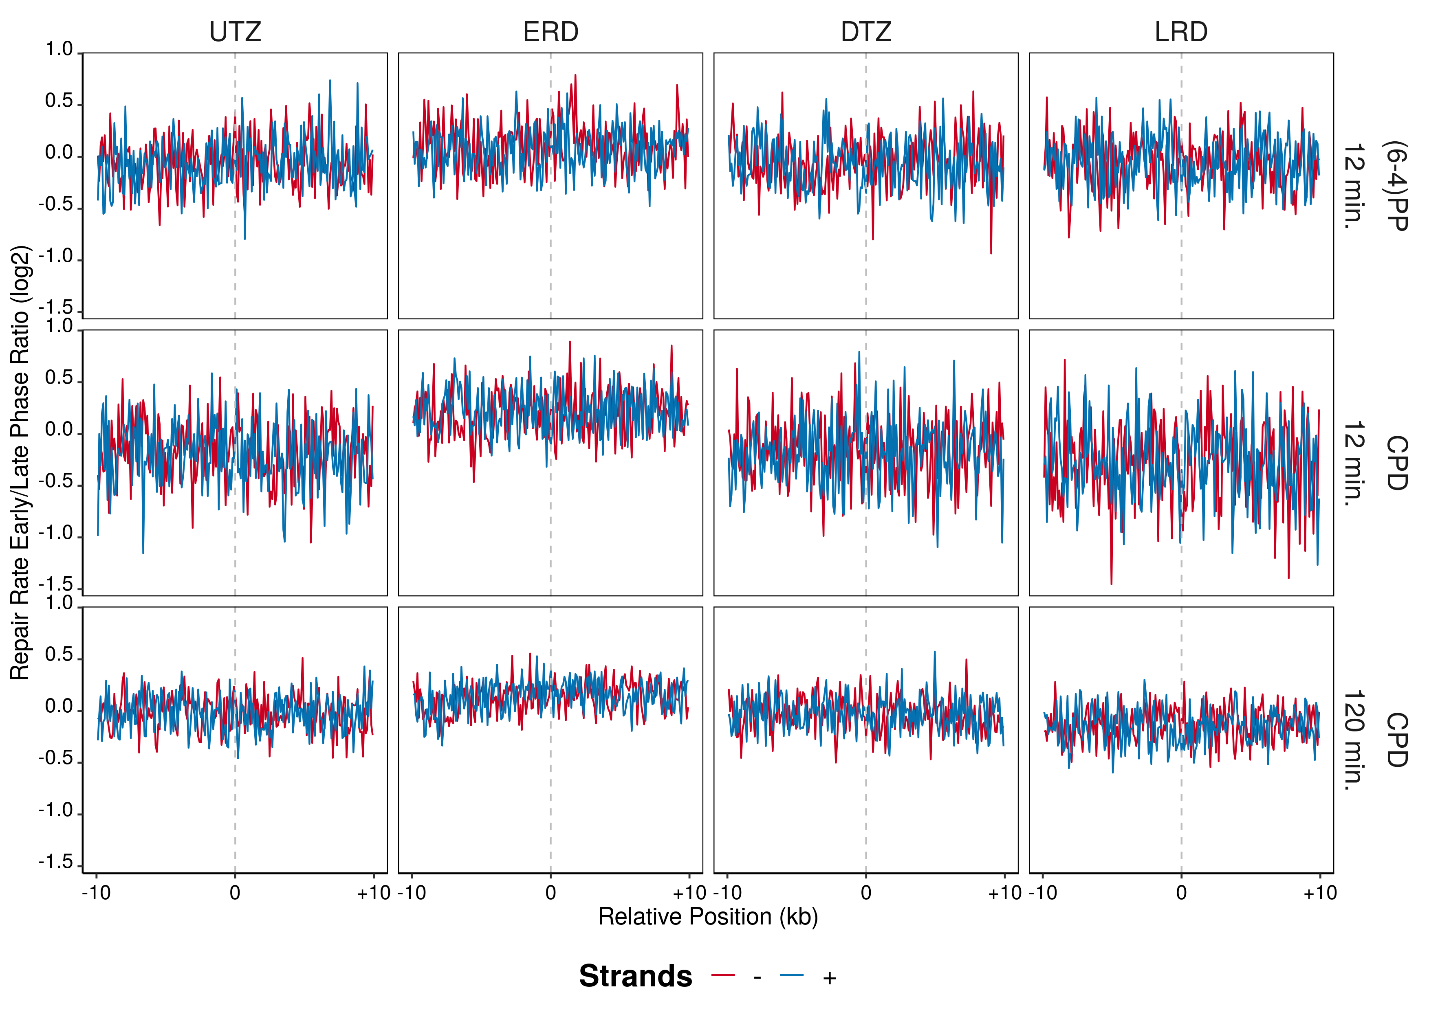 UTZ ERD DTZ LRD
Repair Rate Early/Late Phase Ratio (log2)
1.0
0.5
0.0
-0.5
-1.0
-1.5
(6-4)PP
12 min.
1.0
0.5
0.0
-0.5
-1.0
-1.5
CPD
12 min.
1.0
0.5
0.0
-0.5
-1.0
-1.5
CPD
120 min.
-10 0 +10 -10 0 +10 -10 0 +10 -10 0 +10
Relative Position (kb)
Strands - +